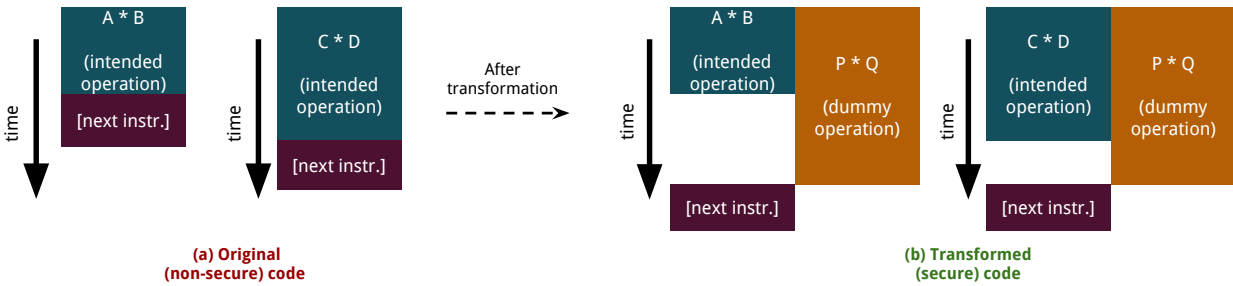 time
A * B
(intended
operation)
[next instr.]
time
C * D
(intended
operation)
[next instr.]
(a) Original
(non-secure) code
After
transformation
time
A * B
(intended
operation)
[next instr.]
P * Q
(dummy
operation)
time
C * D
(intended
operation)
[next instr.]
P * Q
(dummy
operation)
(b) Transformed
(secure) code